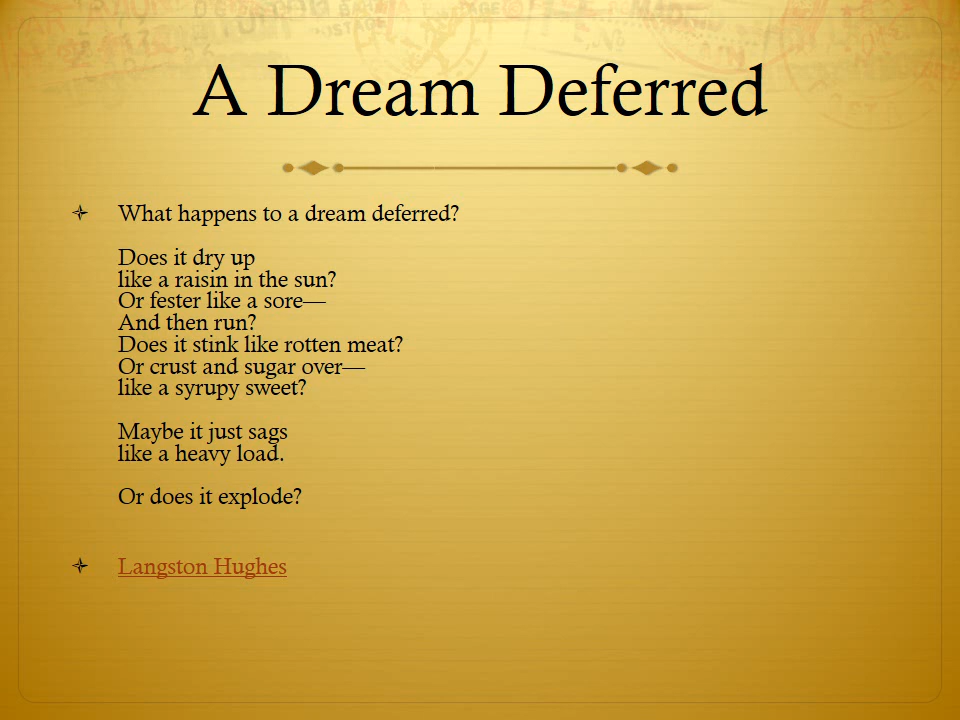 A Dream Deferred
What happens to a dream deferred?
Does it dry up
like a raisin in the sun?
Or fester like a sore—
And then run?
Does it stink like rotten meat?
Or crust and sugar over—
like a syrupy sweet?
Maybe it just sags
like a heavy load.
Or does it explode?
Langston Hughes